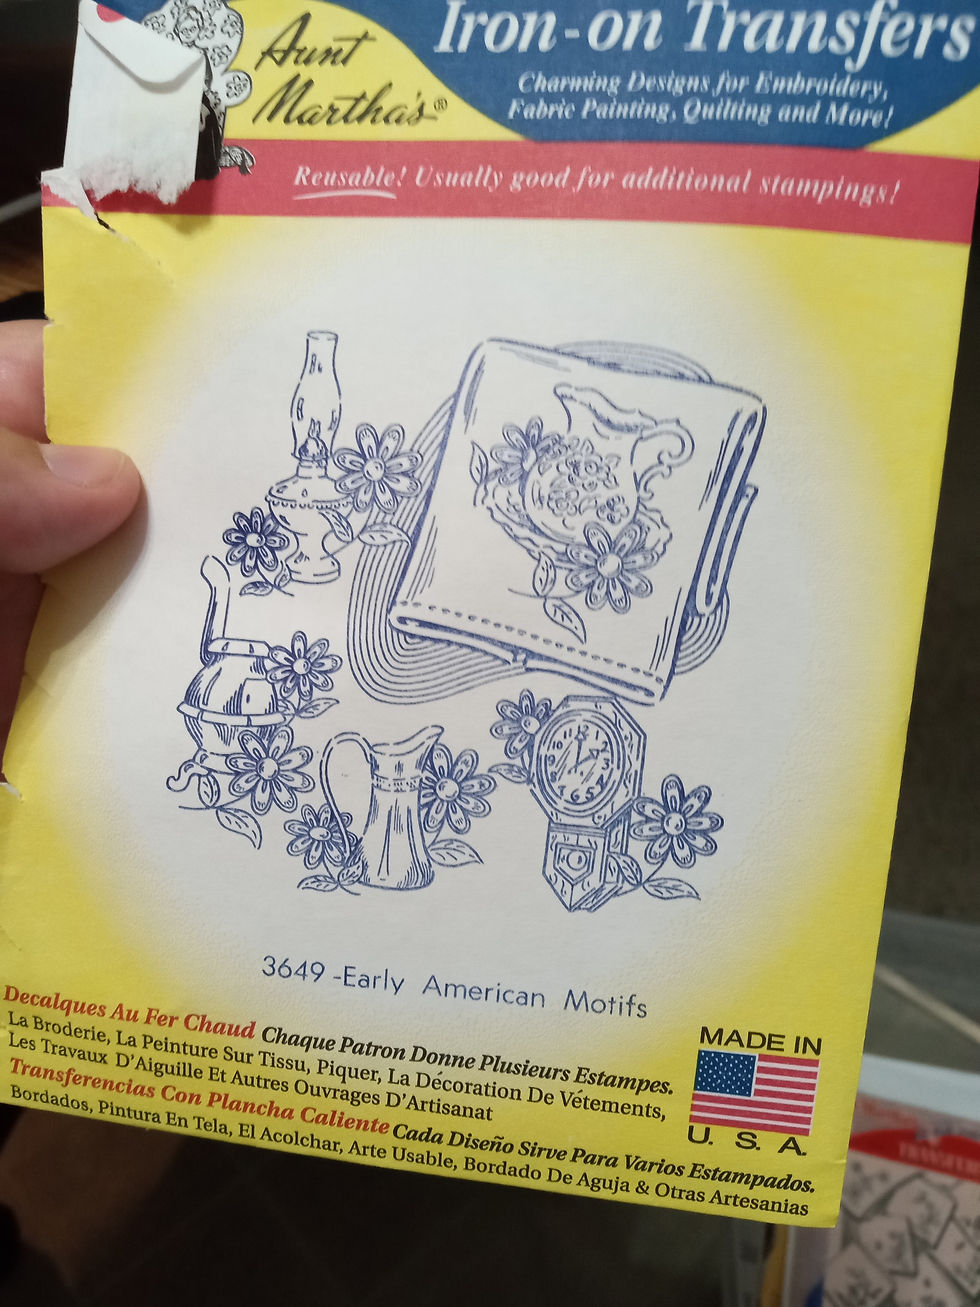 Aunt
Martha's®
Iron-on Transfers
Charming Designs for Embroidery,
Fabric Painting, Quilting and More!
Reusable! Usually good for additional stampings!
3649 - Early American Motifs
Decalques Au Fer Chaud Chaque Patron Donne Plusieurs Estampes.
La Broderie, La Peinture Sur Tissu, Piquer, La Décoration De Vétements,
Les Travaux D'Aiguille Et Autres Ouvrages D'Artisanat
Transferencias Con Plancha Caliente Cada Diseño Sirve Para Varios Estampados.
Bordados, Pintura En Tela, El Acolchar, Arte Usable, Bordado De Aguja & Otras Artesanias
MADE IN
U. S. A.